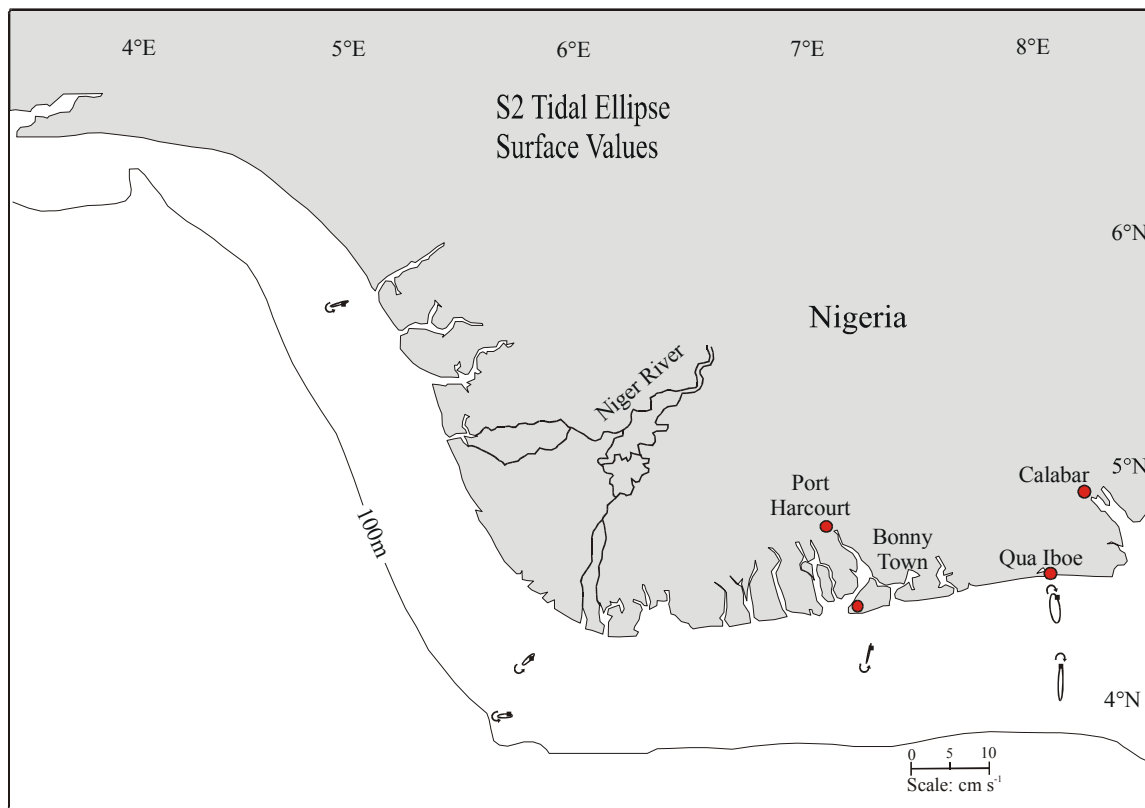 4°E
5°E
6°E
7°E
8°E
S2 Tidal Ellipse
Surface Values
6°N
Nigeria
Niger River
5°N
Calabar
Port
Harcourt
100m
Bonny
Town
Qua Iboe
4°N
0 5 10
Scale: cm s⁻¹